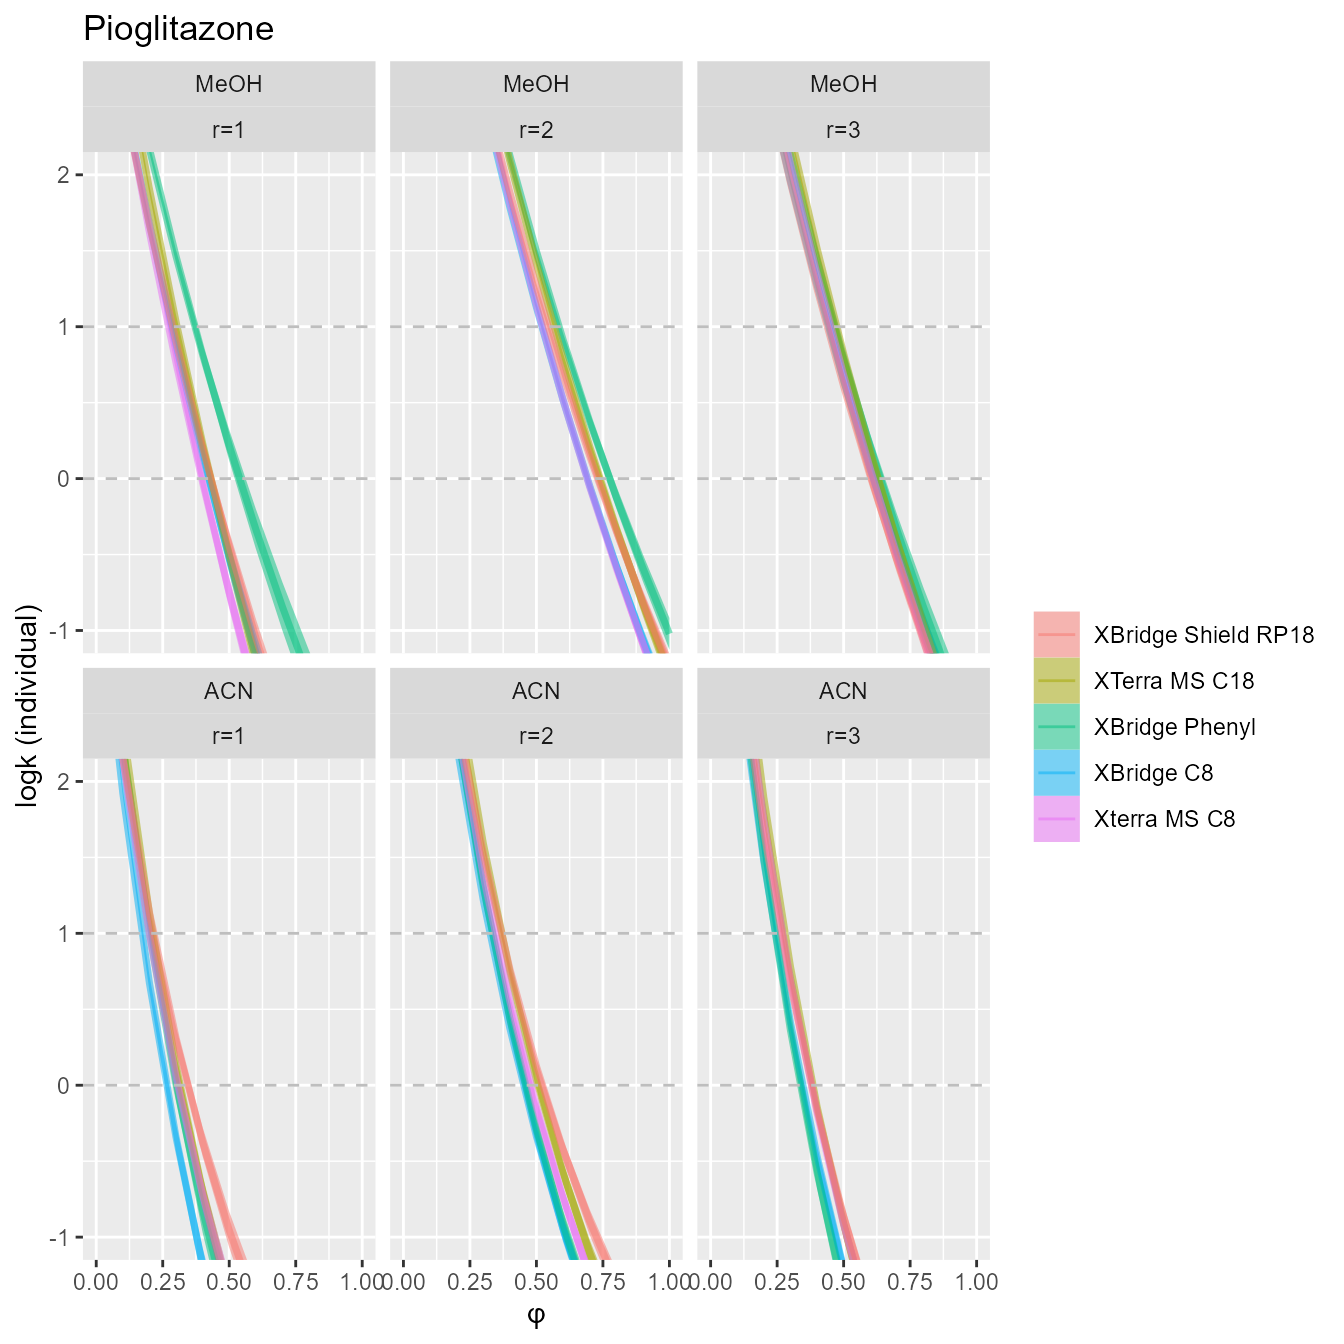 Pioglitazone
MeOH MeOH MeOH
r=1 r=2 r=3
2
1
0
-1
ACN ACN ACN
r=1 r=2 r=3
2
1
0
-1
0.00 0.25 0.50 0.75 1.00 0.00 0.25 0.50 0.75 1.00 0.00 0.25 0.50 0.75 1.00
φ
logk (individual)
XBridge Shield RP18
XTerra MS C18
XBridge Phenyl
XBridge C8
Xterra MS C8